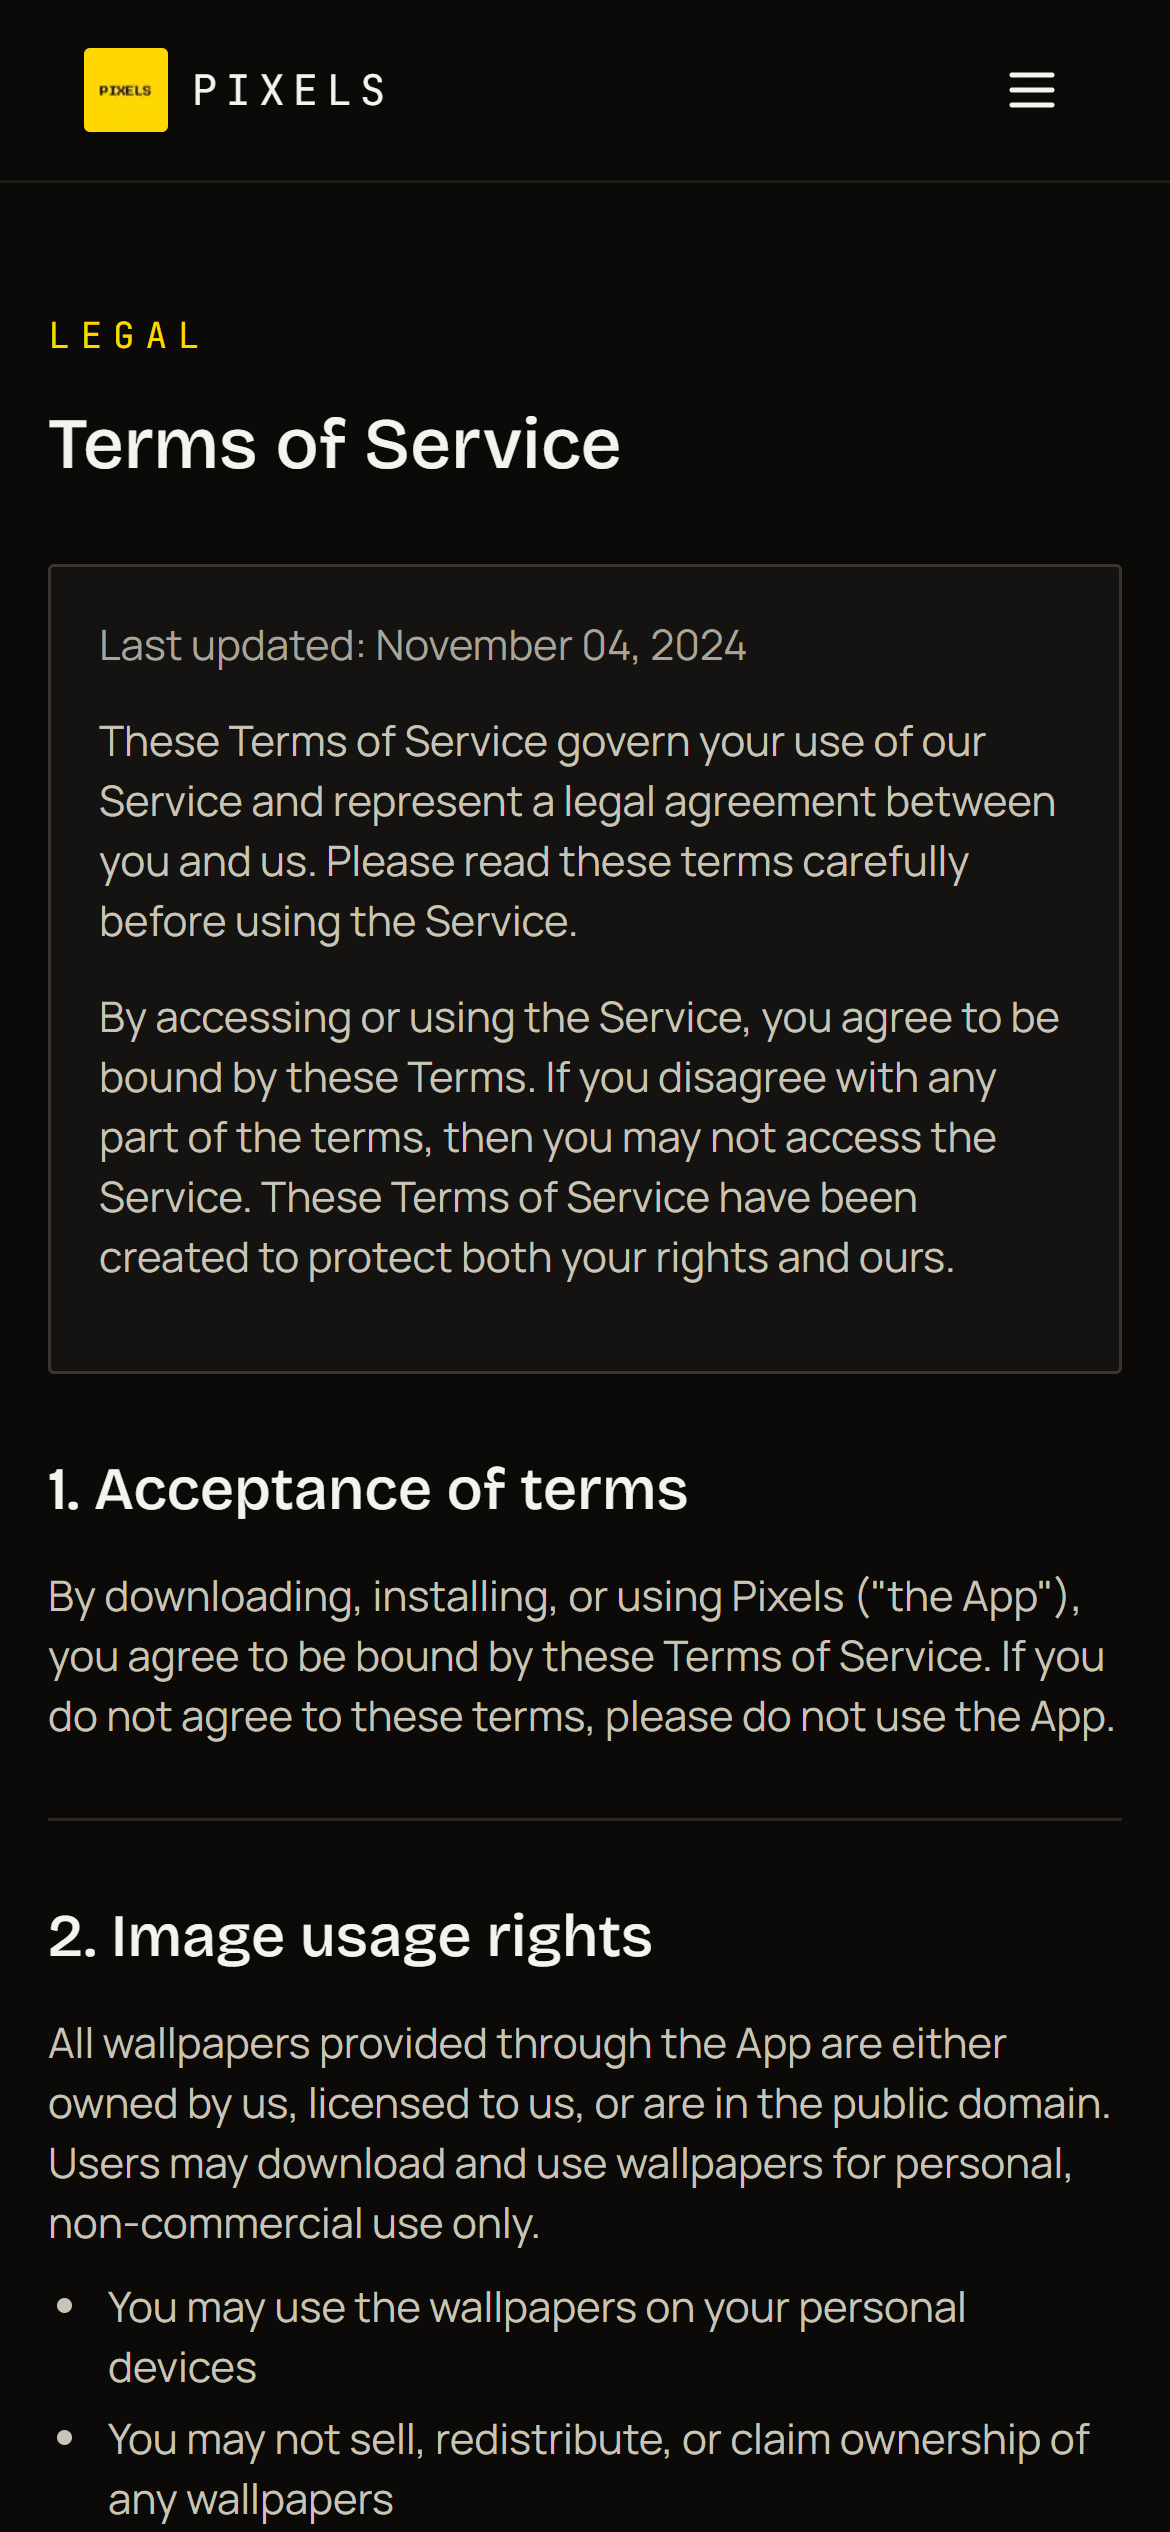 PIXELS
PIXELS
LEGAL
Terms of Service
Last updated: November 04, 2024
These Terms of Service govern your use of our
Service and represent a legal agreement between
you and us. Please read these terms carefully
before using the Service.
By accessing or using the Service, you agree to be
bound by these Terms. If you disagree with any
part of the terms, then you may not access the
Service. These Terms of Service have been
created to protect both your rights and ours.
1. Acceptance of terms
By downloading, installing, or using Pixels ("the App"),
you agree to be bound by these Terms of Service. If you
do not agree to these terms, please do not use the App.
2. Image usage rights
All wallpapers provided through the App are either
owned by us, licensed to us, or are in the public domain.
Users may download and use wallpapers for personal,
non-commercial use only.
• You may use the wallpapers on your personal
devices
• You may not sell, redistribute, or claim ownership of
any wallpapers